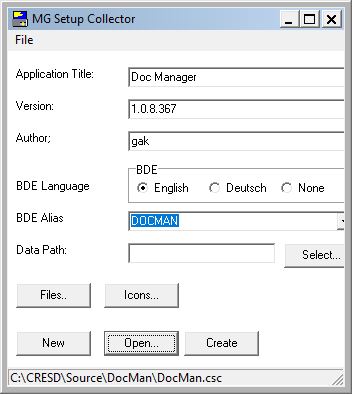 MG Setup Collector
File
Application Title: Doc Manager
Version: 1.0.8.367
Author; gak
BDE
BDE Language English Deutsch None
BDE Alias DOCMAN
Data Path: Select...
Files.. Icons...
New Open... Create
C:\CRESD\Source\DocMan\DocMan.csc